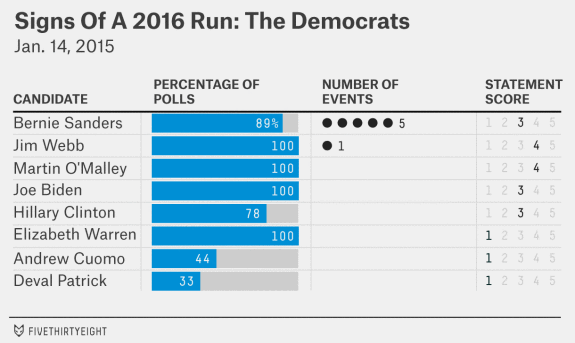 Signs Of A 2016 Run: The Democrats
Jan. 14, 2015
CANDIDATE PERCENTAGE OF POLLS NUMBER OF EVENTS STATEMENT SCORE
Bernie Sanders 89% 5 1 2 3 4 5
Jim Webb 100 1 1 2 3 4 5
Martin O'Malley 100 1 2 3 4 5
Joe Biden 100 1 2 3 4 5
Hillary Clinton 78 1 2 3 4 5
Elizabeth Warren 100 1 2 3 4 5
Andrew Cuomo 44 1 2 3 4 5
Deval Patrick 33 1 2 3 4 5
FIVETHIRTYEIGHT